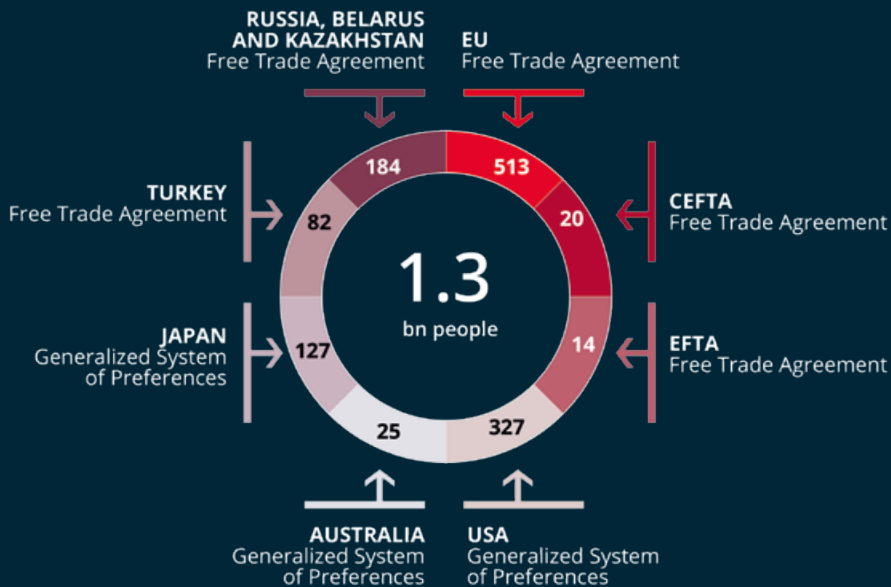 RUSSIA, BELARUS
AND KAZAKHSTAN
Free Trade Agreement
EU
Free Trade Agreement
184
513
TURKEY
Free Trade Agreement
82
20
CEFTA
Free Trade Agreement
1.3
bn people
JAPAN
Generalized System
of Preferences
127
14
EFTA
Free Trade Agreement
25
327
AUSTRALIA
Generalized System
of Preferences
USA
Generalized System
of Preferences